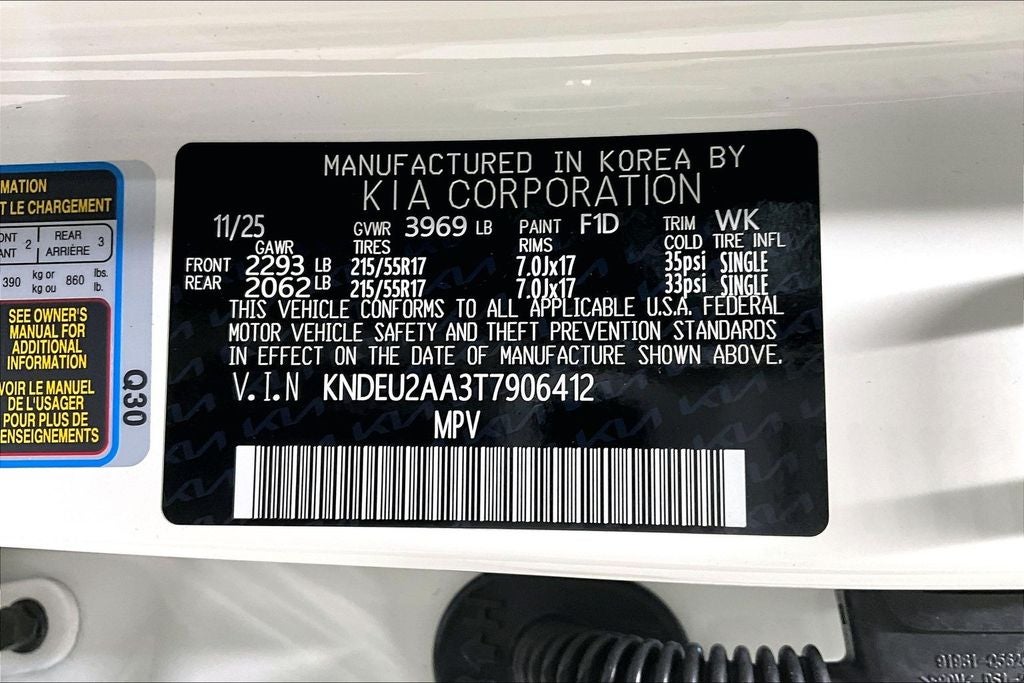 MANUFACTURED IN KOREA BY
KIA CORPORATION
11/25 GVWR 3969 LB PAINT F1D TRIM WK
GAWR TIRES RIMS COLD TIRE INFL
FRONT 2293 LB 215/55R17 7.0Jx17 35psi SINGLE
REAR 2062 LB 215/55R17 7.0Jx17 33psi SINGLE
THIS VEHICLE CONFORMS TO ALL APPLICABLE U.S.A. FEDERAL
MOTOR VEHICLE SAFETY AND THEFT PREVENTION STANDARDS
IN EFFECT ON THE DATE OF MANUFACTURE SHOWN ABOVE.
V.I.N KNDEU2AA3T7906412
MPV
MATION
T LE CHARGEMENT
ONT 2 REAR 3
ANT ARRIÈRE
390 kg or 860 lbs.
kg ou lb.
SEE OWNER'S
MANUAL FOR
ADDITIONAL
INFORMATION
VOIR LE MANUEL
DE L'USAGER
POUR PLUS DE
ENSEIGNEMENTS
Q30
H